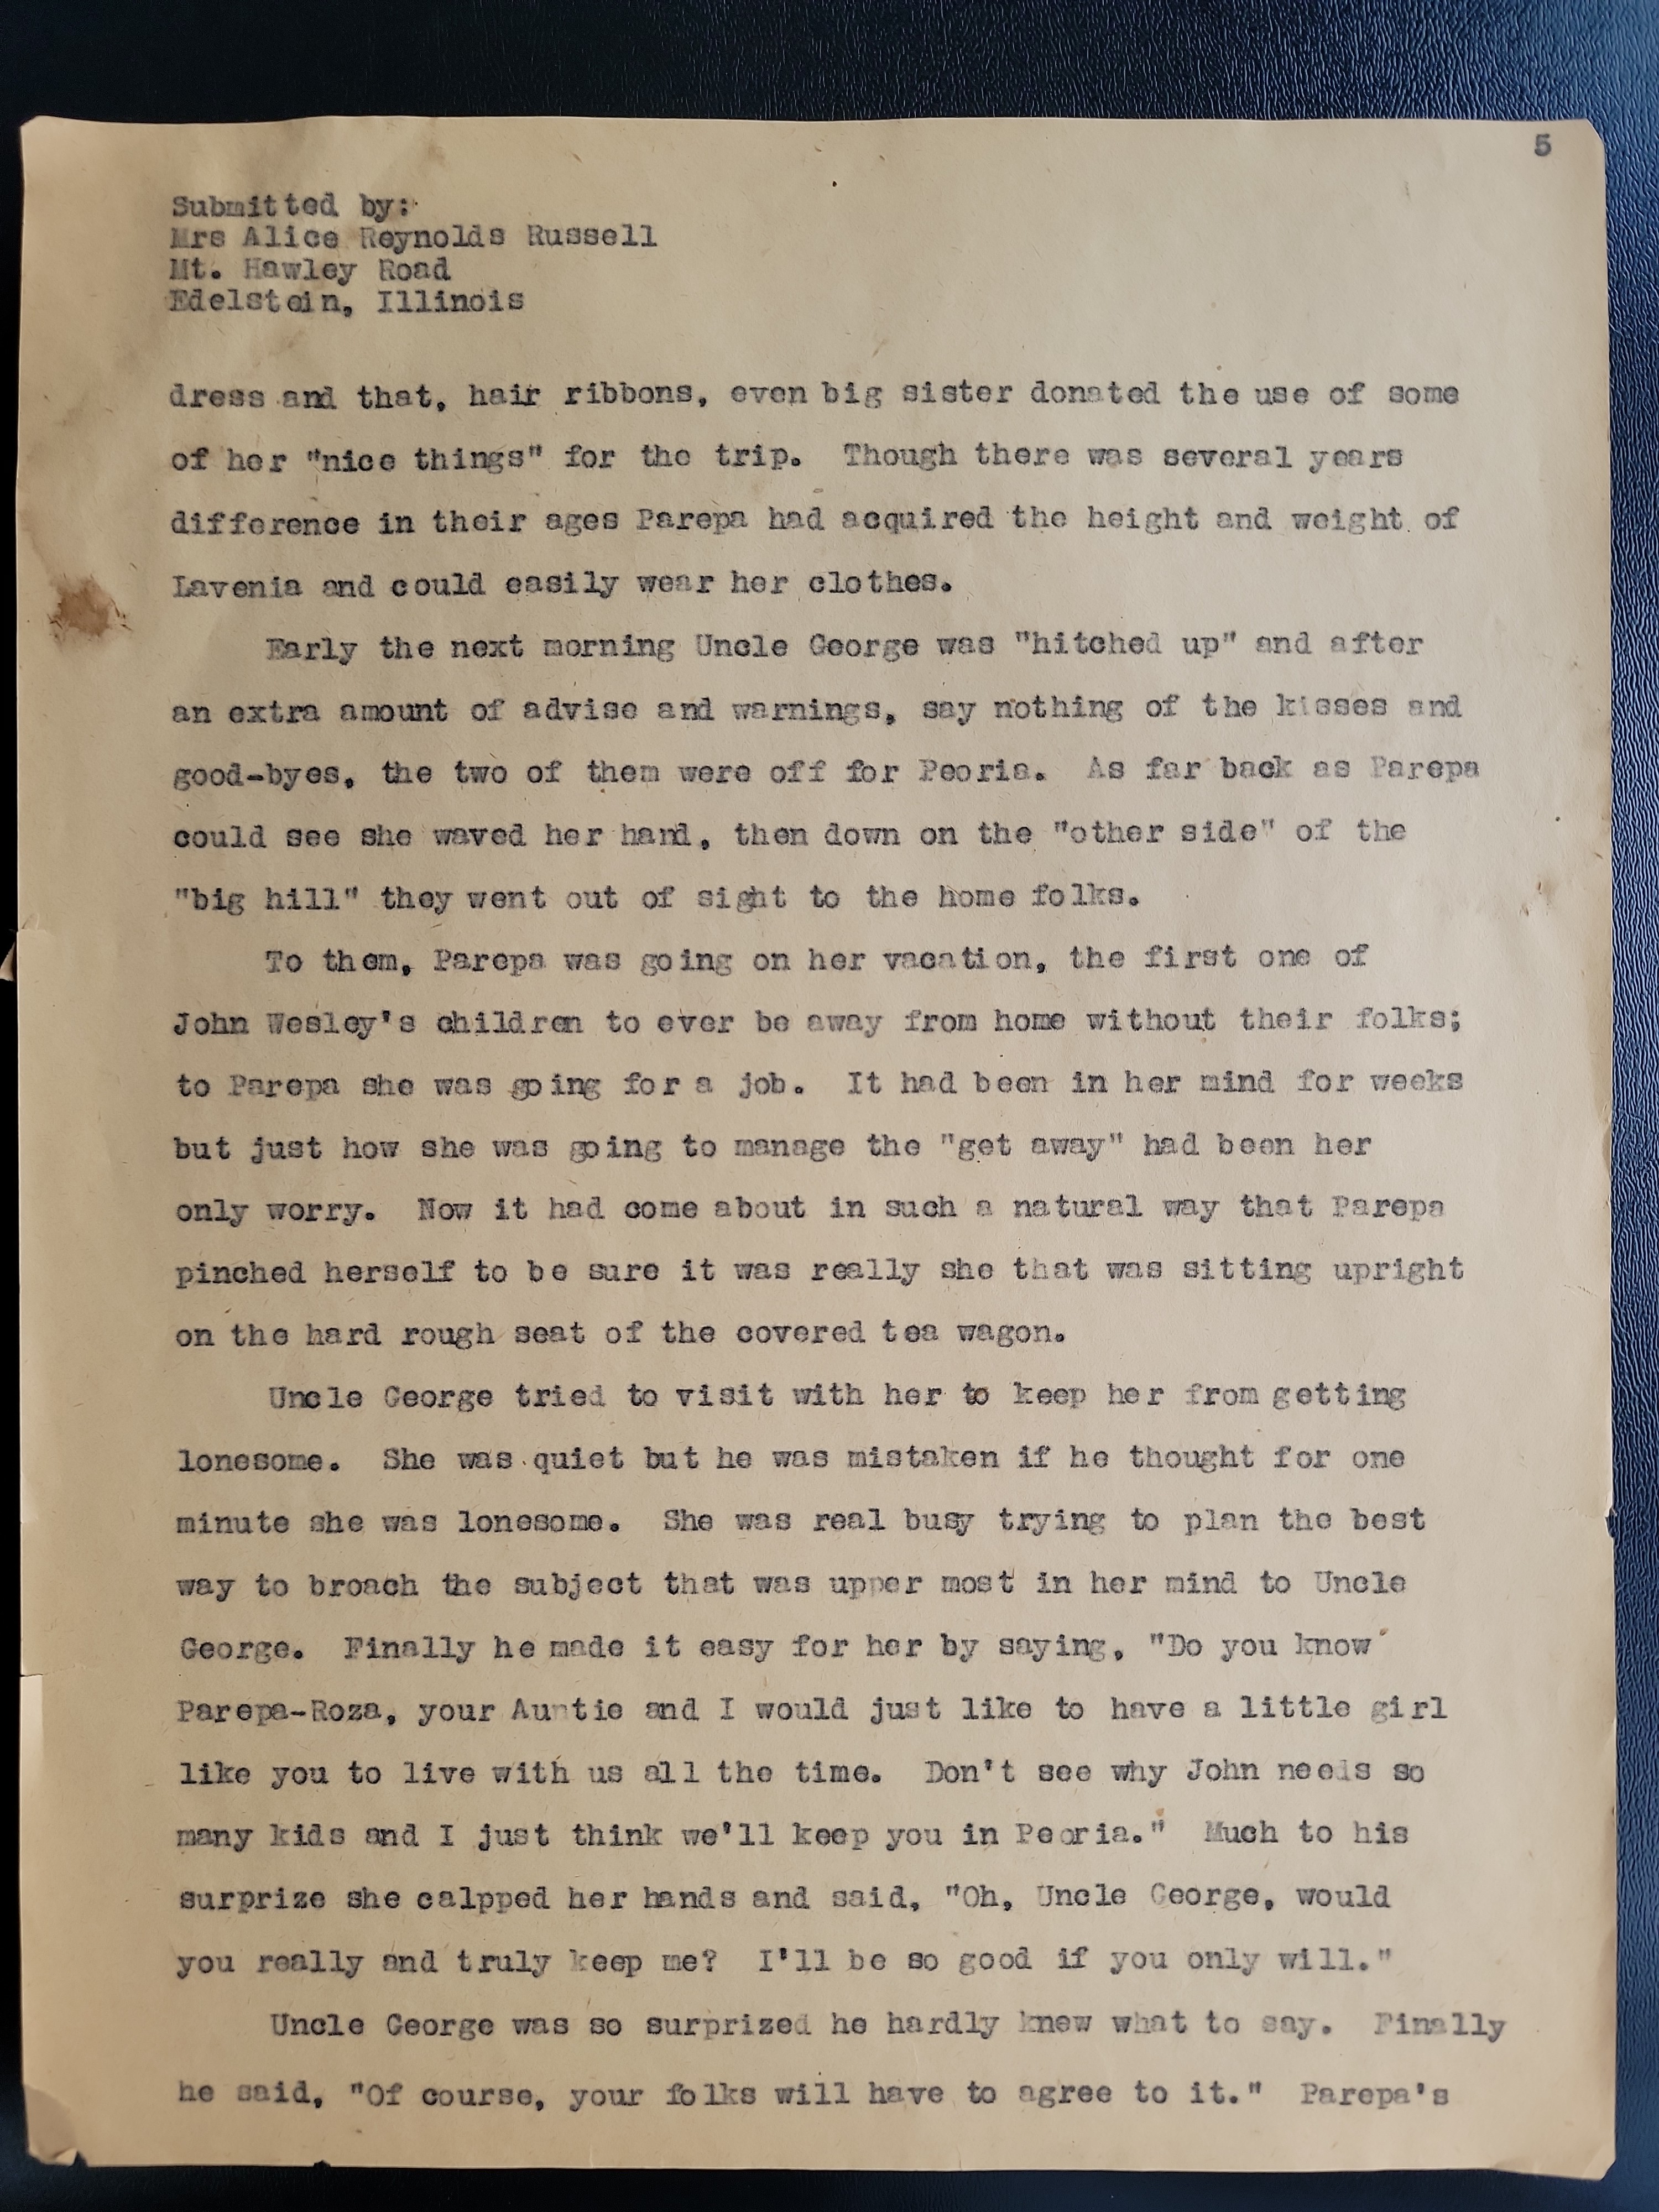 5
Submitted by:
Mrs Alice Reynolds Russell
Mt. Hawley Road
Edelstein, Illinois
dress and that, hair ribbons, even big sister donated the use of some
of her "nice things" for the trip. Though there was several years
difference in their ages Parepa had acquired the height and weight of
Lavenia and could easily wear her clothes.
Early the next morning Uncle George was "hitched up" and after
an extra amount of advise and warnings, say nothing of the kisses and
good-byes, the two of them were off for Peoria. As far back as Parepa
could see she waved her hand, then down on the "other side" of the
"big hill" they went out of sight to the home folks.
To them, Parepa was going on her vacation, the first one of
John Wesley's children to ever be away from home without their folks;
to Parepa she was going for a job. It had been in her mind for weeks
but just how she was going to manage the "get away" had been her
only worry. Now it had come about in such a natural way that Parepa
pinched herself to be sure it was really she that was sitting upright
on the hard rough seat of the covered tea wagon.
Uncle George tried to visit with her to keep her from getting
lonesome. She was quiet but he was mistaken if he thought for one
minute she was lonesome. She was real busy trying to plan the best
way to broach the subject that was upper most in her mind to Uncle
George. Finally he made it easy for her by saying, "Do you know
Parepa-Roza, your Auntie and I would just like to have a little girl
like you to live with us all the time. Don't see why John needs so
many kids and I just think we'll keep you in Peoria." Much to his
surprize she calpped her hands and said, "Oh, Uncle George, would
you really and truly keep me? I'll be so good if you only will."
Uncle George was so surprized he hardly knew what to say. Finally
he said, "Of course, your folks will have to agree to it." Parepa's